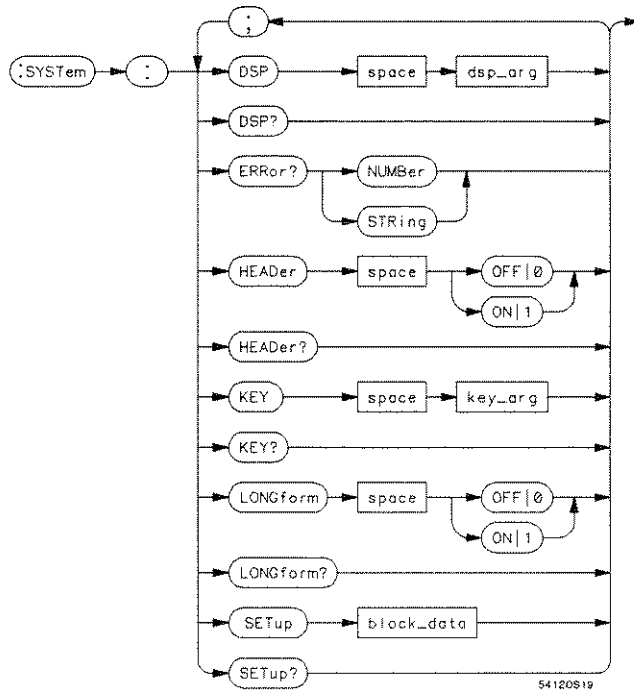 ;
:SYSTem : DSP space dsp_arg
DSP?
ERRor? NUMBer
STRing
HEADer space OFF|0
ON|1
HEADer?
KEY space key_arg
KEY?
LONGform space OFF|0
ON|1
LONGform?
SETup block_data
SETup?
54120S19